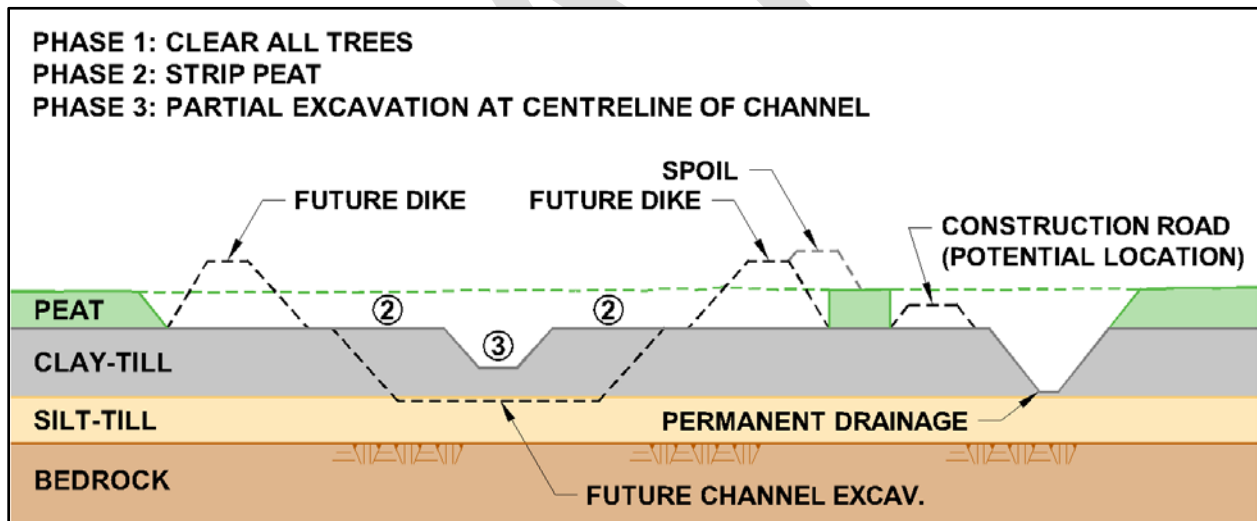 PHASE 1: CLEAR ALL TREES
PHASE 2: STRIP PEAT
PHASE 3: PARTIAL EXCAVATION AT CENTRELINE OF CHANNEL
SPOIL
FUTURE DIKE
FUTURE DIKE
CONSTRUCTION ROAD
(POTENTIAL LOCATION)
PEAT
2
2
3
CLAY-TILL
SILT-TILL
PERMANENT DRAINAGE
BEDROCK
FUTURE CHANNEL EXCAV.